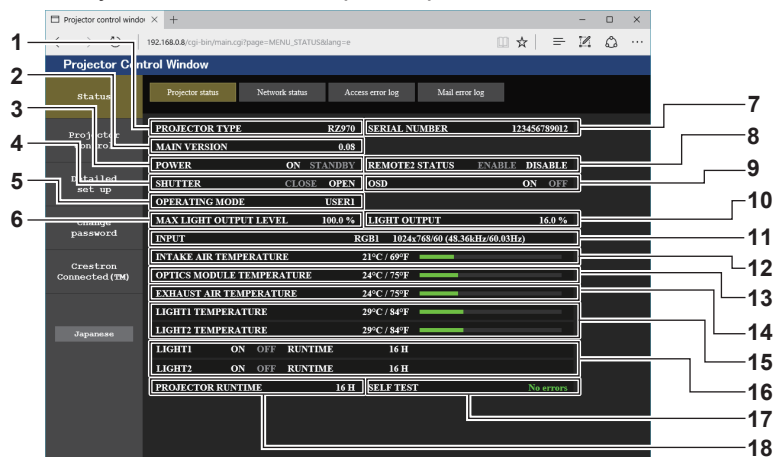 Projector control window
192.168.0.8/cgi-bin/main.cgi?page=MENU_STATUS&lang=e
Projector Control Window
Status
Projector status
Network status
Access error log
Mail error log
Projector control
Detailed
set up
Change
password
Crestron
Connected(TM)
Japanese
PROJECTOR TYPE RZ970 SERIAL NUMBER 123456789012
MAIN VERSION 0.08
POWER ON STANDBY REMOTE2 STATUS ENABLE DISABLE
SHUTTER CLOSE OPEN OSD ON OFF
OPERATING MODE USER1
MAX LIGHT OUTPUT LEVEL 100.0 % LIGHT OUTPUT 16.0 %
INPUT RGB1 1024x768/60 (48.36kHz/60.03Hz)
INTAKE AIR TEMPERATURE 21°C / 69°F
OPTICS MODULE TEMPERATURE 24°C / 75°F
EXHAUST AIR TEMPERATURE 24°C / 75°F
LIGHT1 TEMPERATURE 29°C / 84°F
LIGHT2 TEMPERATURE 29°C / 84°F
LIGHT1 ON OFF RUNTIME 16 H
LIGHT2 ON OFF RUNTIME 16 H
PROJECTOR RUNTIME 16 H SELF TEST No errors
1
2
3
4
5
6
7
8
9
10
11
12
13
14
15
16
17
18